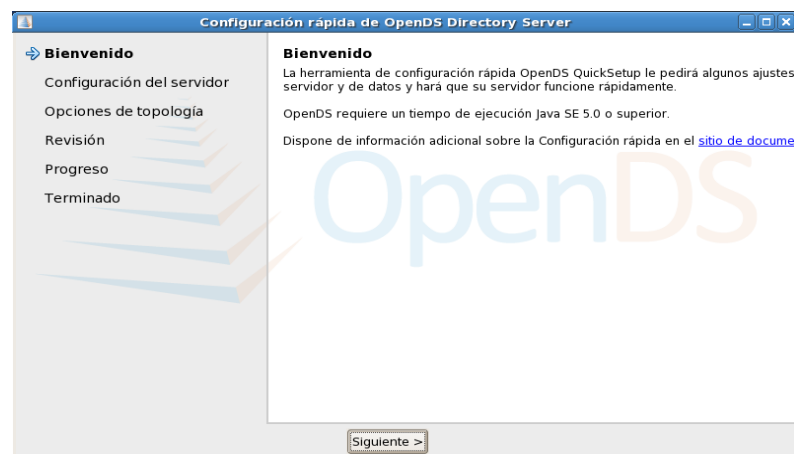 Configuración rápida de OpenDS Directory Server
Bienvenido
Configuración del servidor
Opciones de topología
Revisión
Progreso
Terminado
Bienvenido
La herramienta de configuración rápida OpenDS QuickSetup le pedirá algunos ajustes
servidor y de datos y hará que su servidor funcione rápidamente.
OpenDS requiere un tiempo de ejecución Java SE 5.0 o superior.
Dispone de información adicional sobre la Configuración rápida en el sitio de docume
OpenDS
Siguiente >